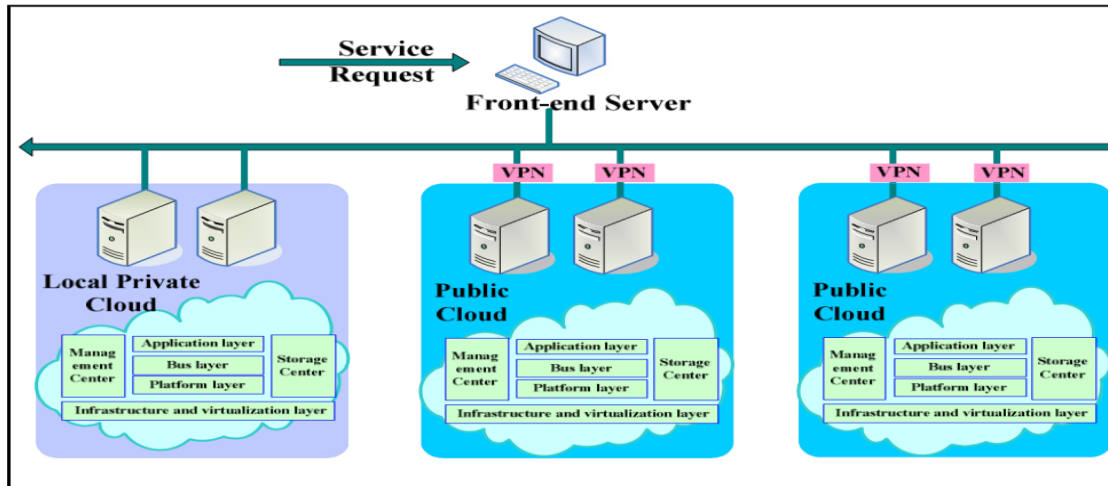 Service
Request
Front-end Server
VPN
VPN
VPN
VPN
Local Private
Cloud
Manag
ement
Center
Application layer
Bus layer
Platform layer
Storage
Center
Infrastructure and virtualization layer
Public
Cloud
Manag
ement
Center
Application layer
Bus layer
Platform layer
Storage
Center
Infrastructure and virtualization layer
Public
Cloud
Manag
ement
Center
Application layer
Bus layer
Platform layer
Storage
Center
Infrastructure and virtualization layer